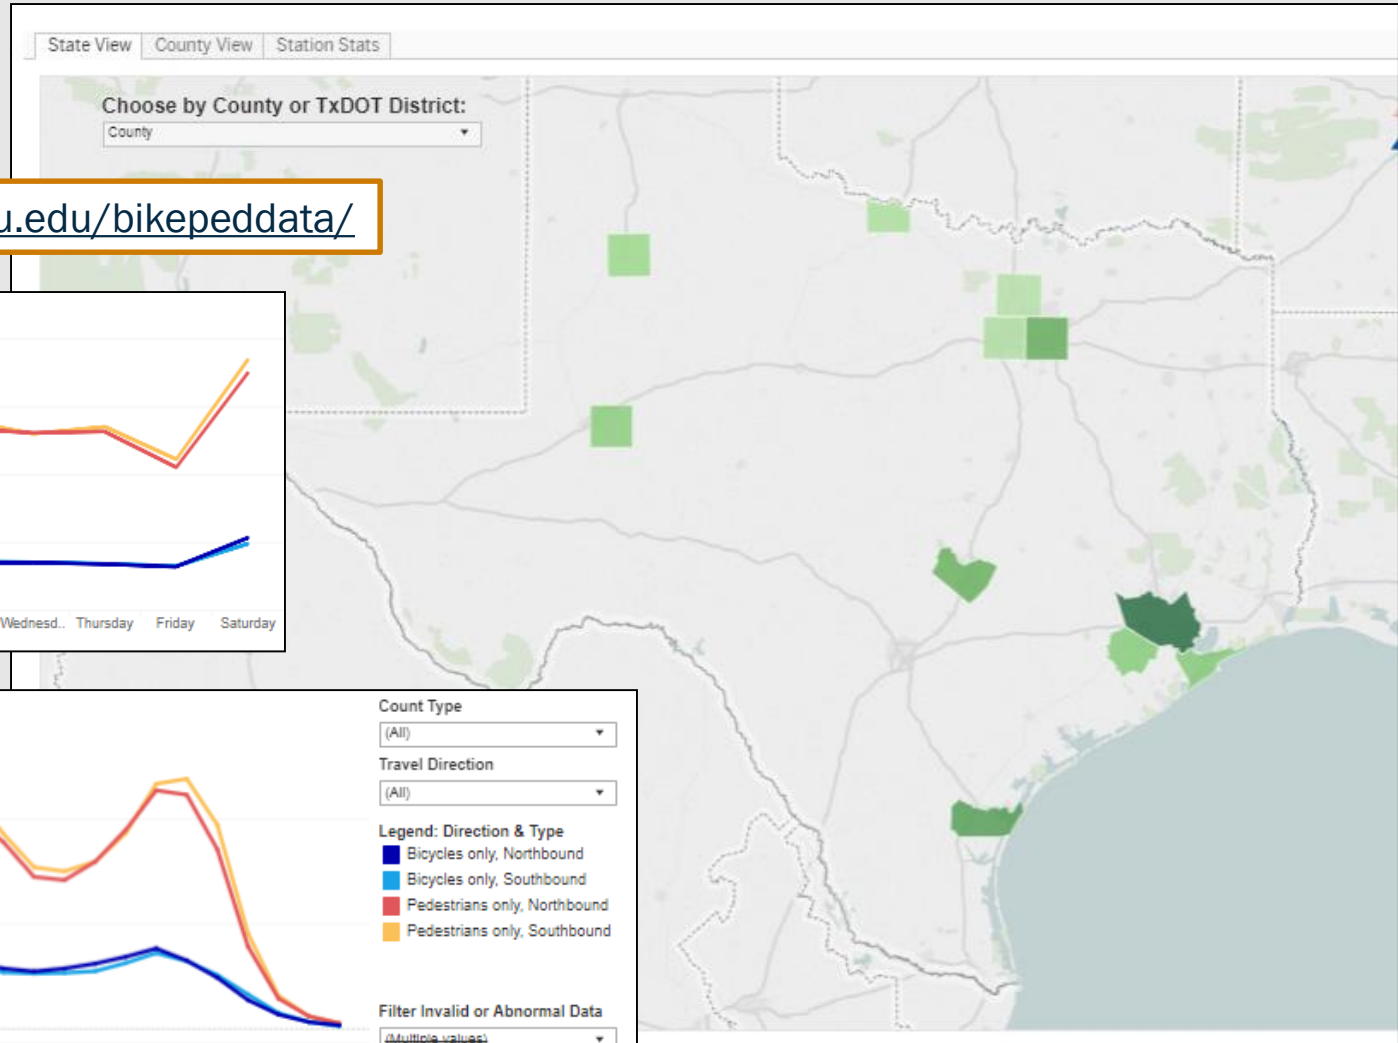 State View County View Station Stats
Choose by County or TxDOT District:
County
u.edu/bikepeddata/
Wednesd.. Thursday Friday Saturday
Count Type
(All)
Travel Direction
(All)
Legend: Direction & Type
Bicycles only, Northbound
Bicycles only, Southbound
Pedestrians only, Northbound
Pedestrians only, Southbound
Filter Invalid or Abnormal Data
(Multiple values)